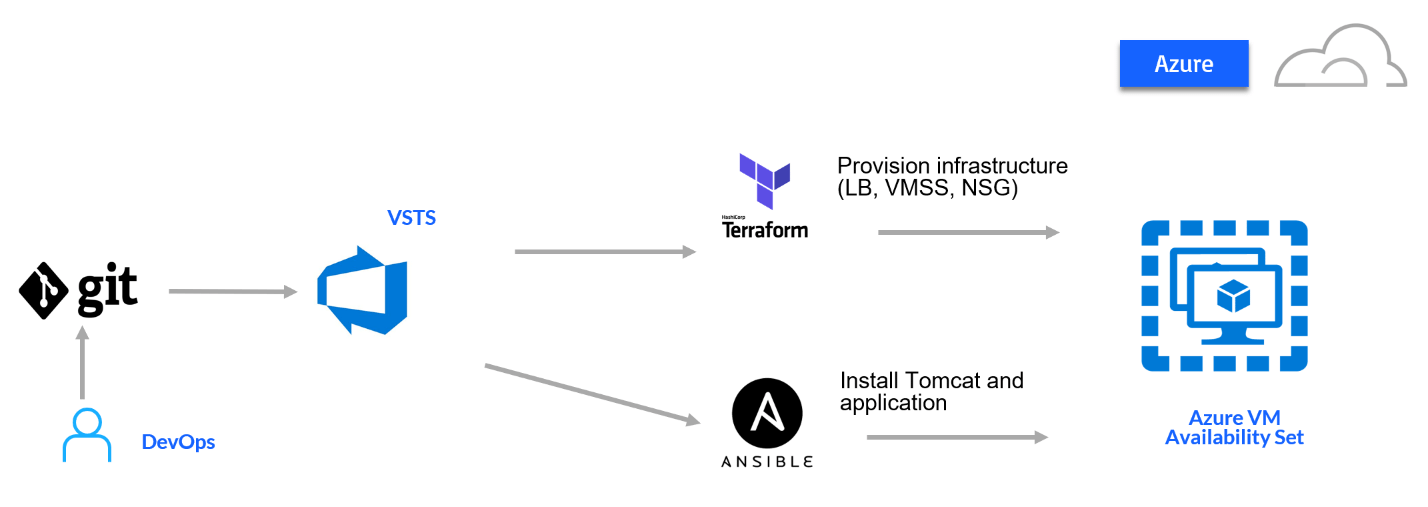 Azure
Provision infrastructure
(LB, VMSS, NSG)
VSTS
HashiCorp
Terraform
git
Install Tomcat and
application
DevOps
ANSIBLE
Azure VM
Availability Set